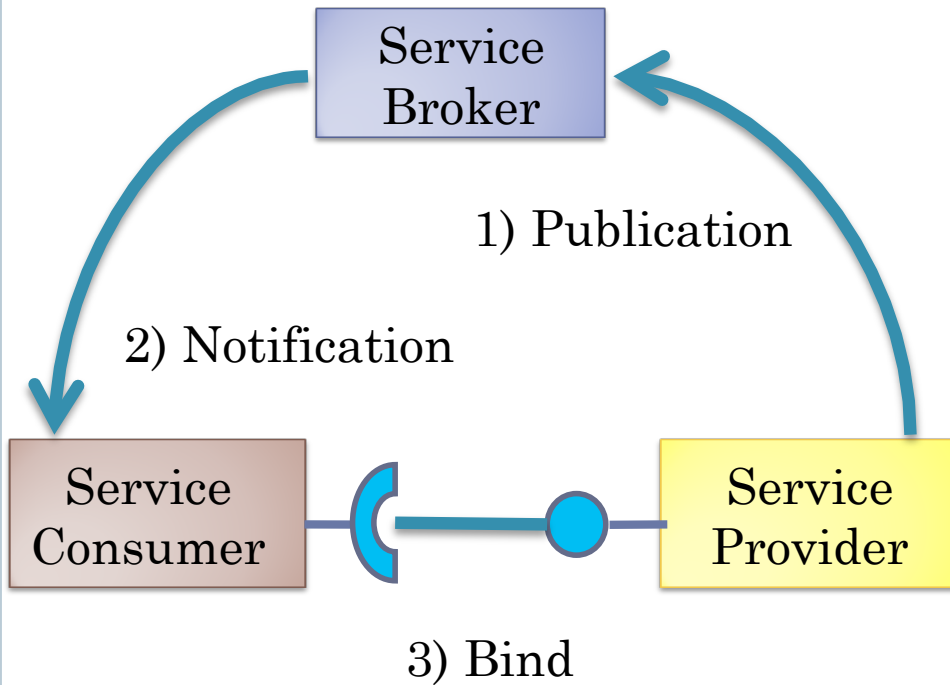 Service
Broker
1) Publication
2) Notification
Service
Consumer
Service
Provider
3) Bind